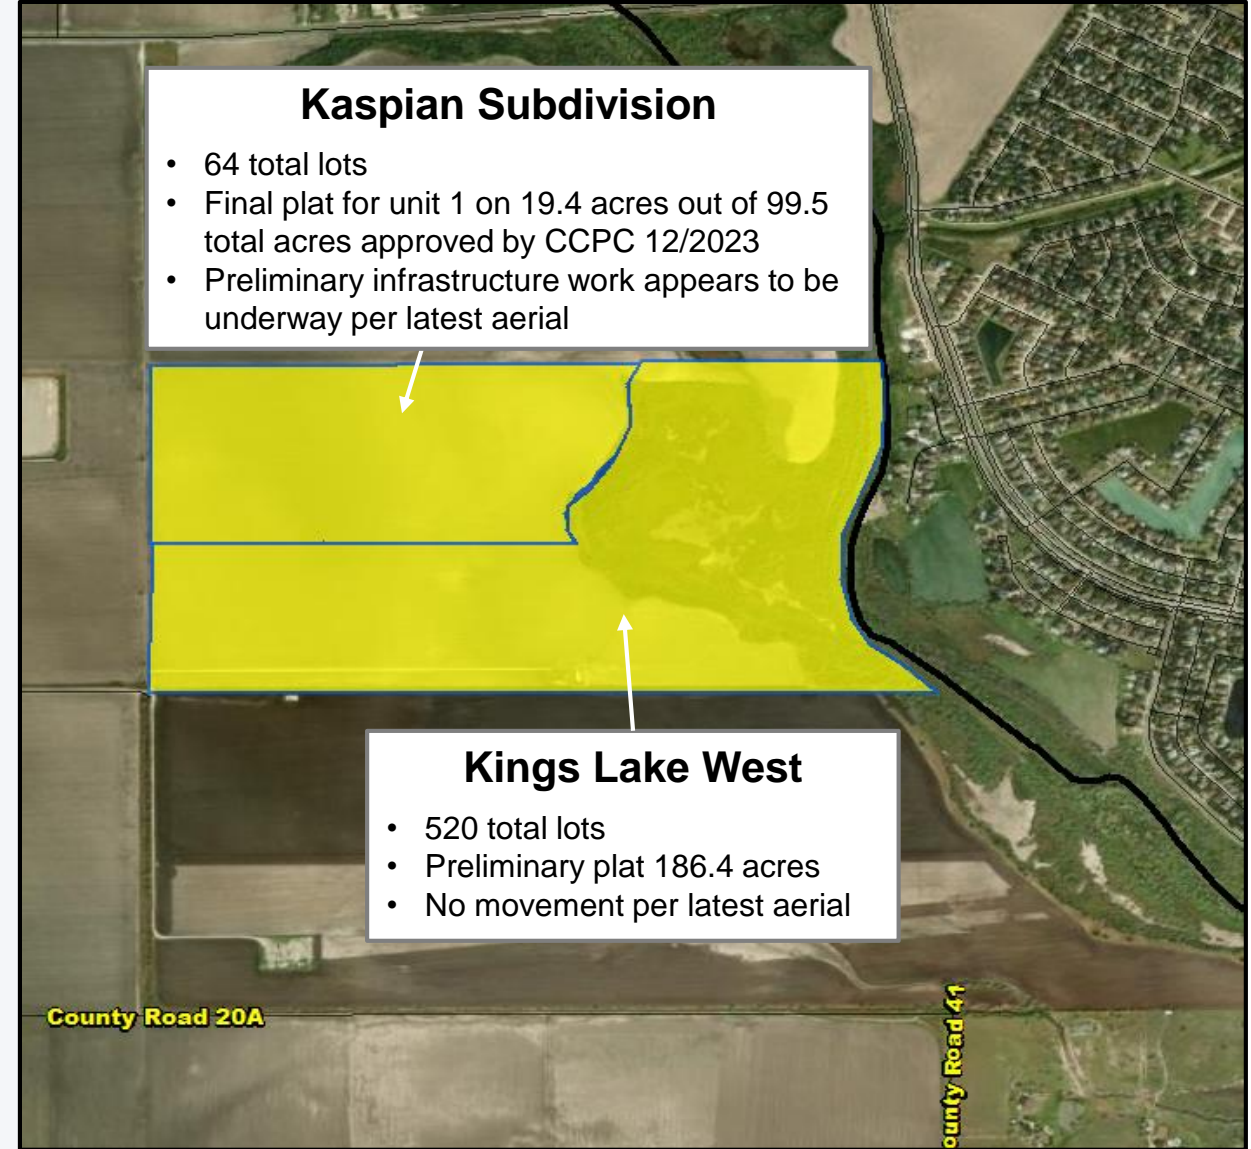 Kaspian Subdivision
• 64 total lots
• Final plat for unit 1 on 19.4 acres out of 99.5
total acres approved by CCPC 12/2023
• Preliminary infrastructure work appears to be
underway per latest aerial
Kings Lake West
• 520 total lots
• Preliminary plat 186.4 acres
• No movement per latest aerial
County Road 20A
ounty Road 41